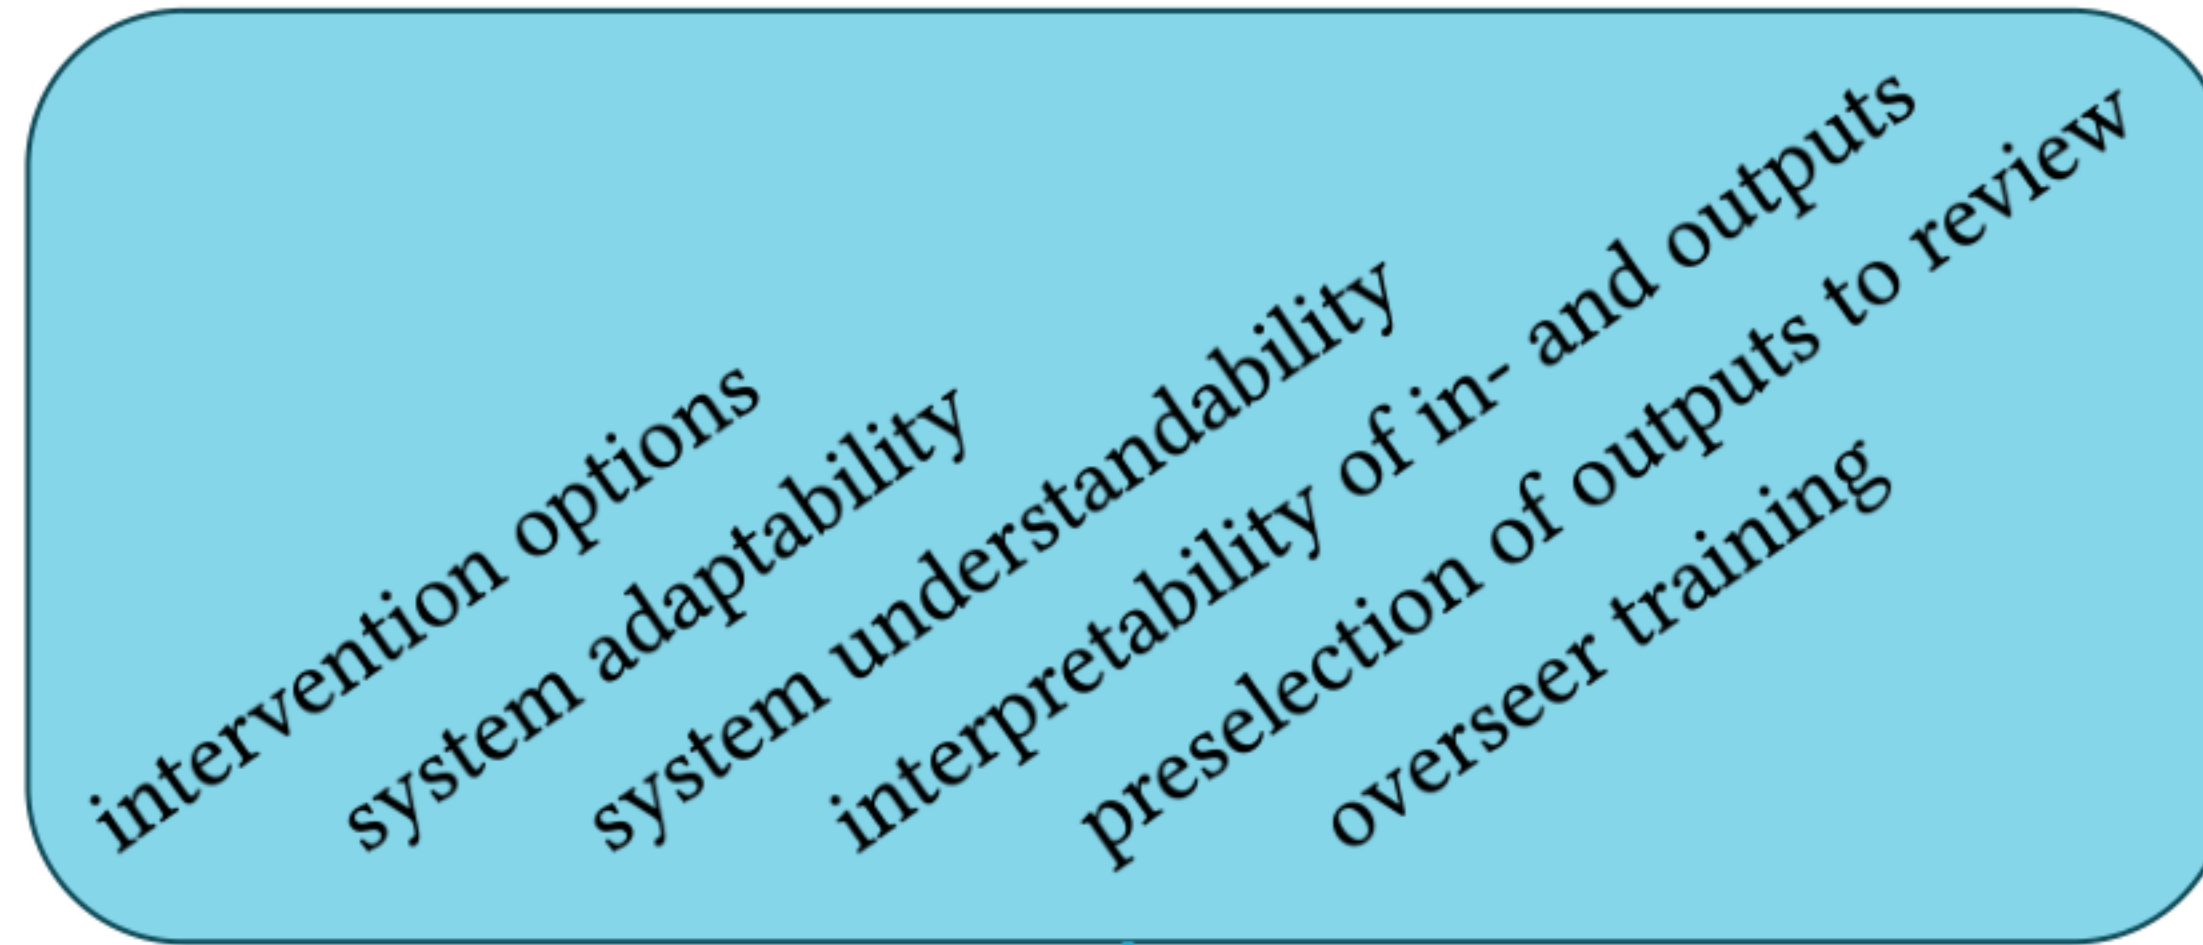 intervention options
system adaptability
system understandability
interpretability of in- and outputs
preselection of outputs to review
overseer training